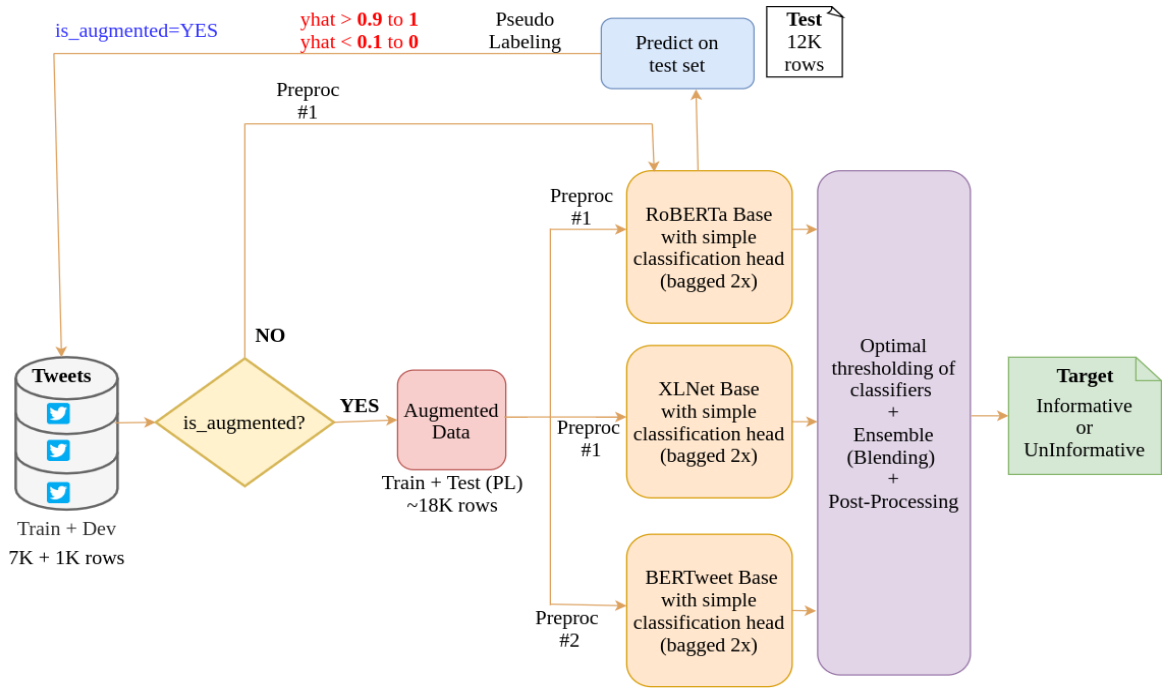 is_augmented=YES
yhat > 0.9 to 1
yhat < 0.1 to 0
Pseudo
Labeling
Predict on
test set
Test
12K
rows
Preproc
#1
Preproc
#1
RoBERTa Base
with simple
classification head
(bagged 2x)
NO
Tweets
is_augmented?
YES
Augmented
Data
Train + Test (PL)
~18K rows
Train + Dev
7K + 1K rows
Preproc
#1
XLNet Base
with simple
classification head
(bagged 2x)
Preproc
#2
BERTweet Base
with simple
classification head
(bagged 2x)
Optimal
thresholding of
classifiers
+
Ensemble
(Blending)
+
Post-Processing
Target
Informative
or
UnInformative